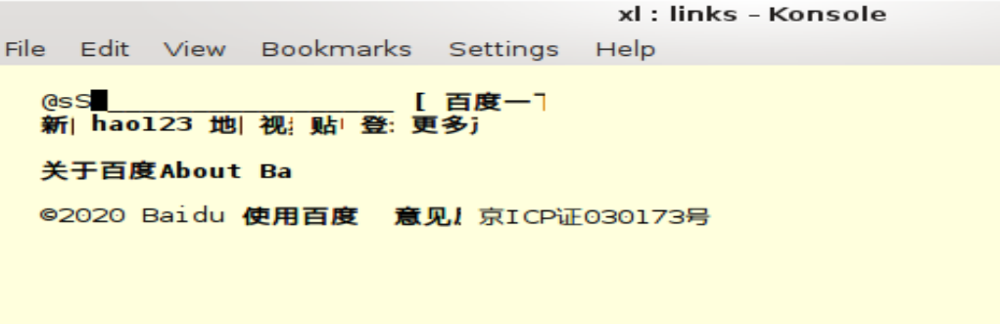 xl : links – Konsole
File Edit View Bookmarks Settings Help
@sS____________________ [ 百度一
新 hao123 地 视 贴 登 更多
关于百度About Ba
©2020 Baidu 使用百度 意见 京ICP证030173号